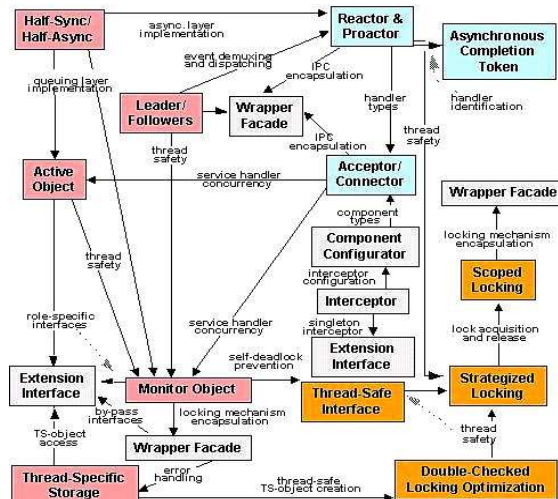 Half-Sync/
Half-Async
async. layer
implementation
Reactor &
Proactor
Asynchronous
Completion
Token
event demuxing
and dispatching
IPC
encapsulation
queuing layer
implementation
Leader/
Followers
Wrapper
Facade
handler
types
handler
identification
thread
safety
thread
safety
IPC
encapsulation
Active
Object
service handler
concurrency
Acceptor/
Connector
Wrapper Facade
component
types
locking mechanism
encapsulation
Component
Configurator
thread
safety
interceptor
configuration
Scoped
Locking
Interceptor
role-specific
interfaces
service handler
concurrency
singleton
interceptor
lock acquisition
and release
Extension
Interface
self-deadlock
prevention
Extension
Interface
Monitor Object
Thread-Safe
Interface
Strategized
Locking
by-pass
interfaces
locking mechanism
encapsulation
TS-object
access
Wrapper Facade
thread
safety
error
handling
Thread-Specific
Storage
thread-safe
TS-object creation
Double-Checked
Locking Optimization